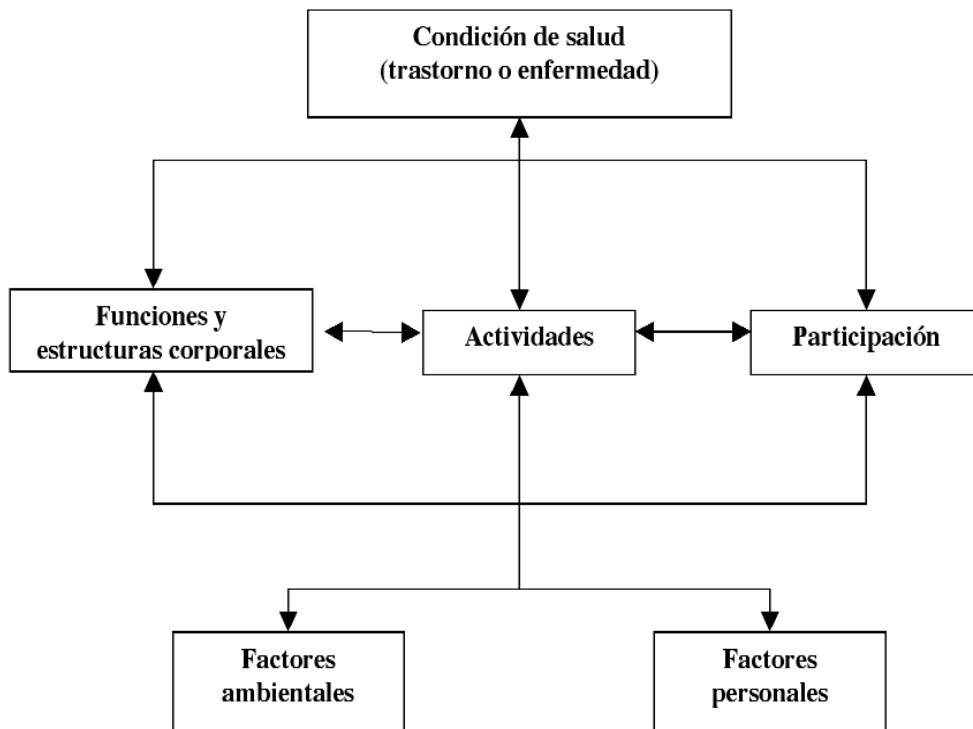 Condición de salud
(trastorno o enfermedad)
Funciones y
estructuras corporales
Actividades
Participación
Factores
ambientales
Factores
personales